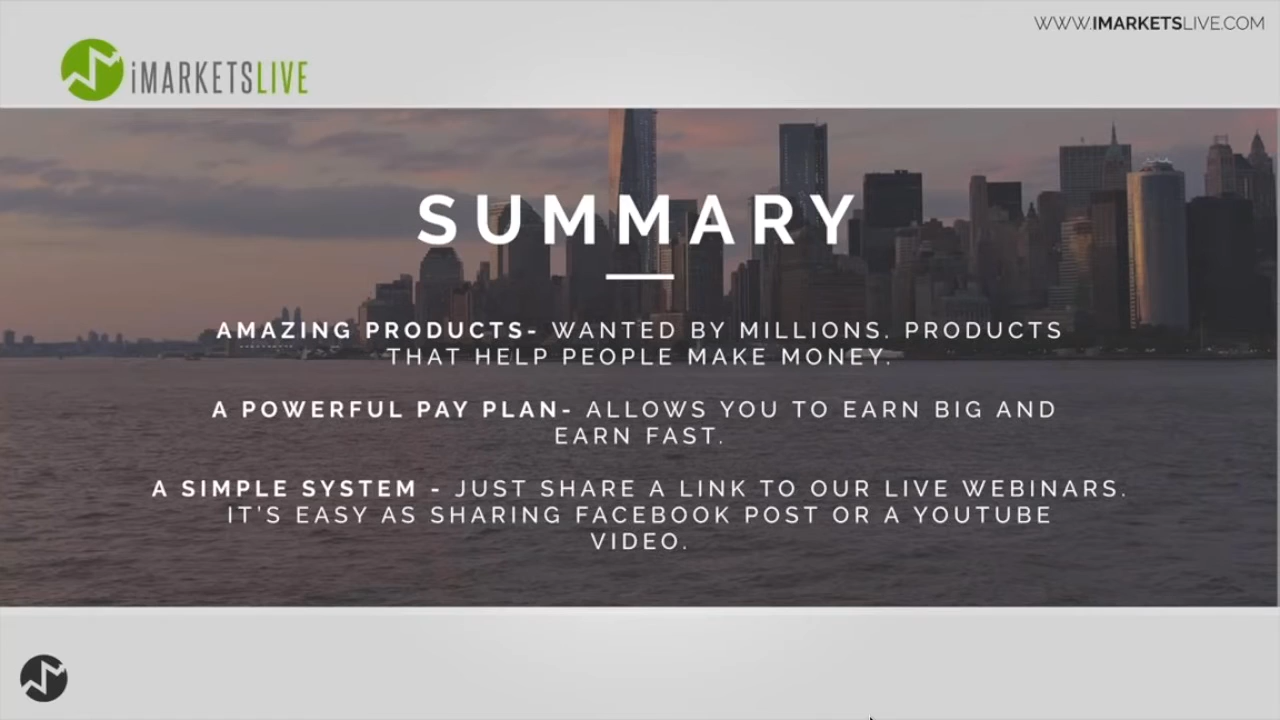 WWW.IMARKETSLIVE.COM
iMARKETSLIVE
SUMMARY
AMAZING PRODUCTS- WANTED BY MILLIONS. PRODUCTS
THAT HELP PEOPLE MAKE MONEY.
A POWERFUL PAY PLAN- ALLOWS YOU TO EARN BIG AND
EARN FAST.
A SIMPLE SYSTEM - JUST SHARE A LINK TO OUR LIVE WEBINARS.
IT'S EASY AS SHARING FACEBOOK POST OR A YOUTUBE
VIDEO.